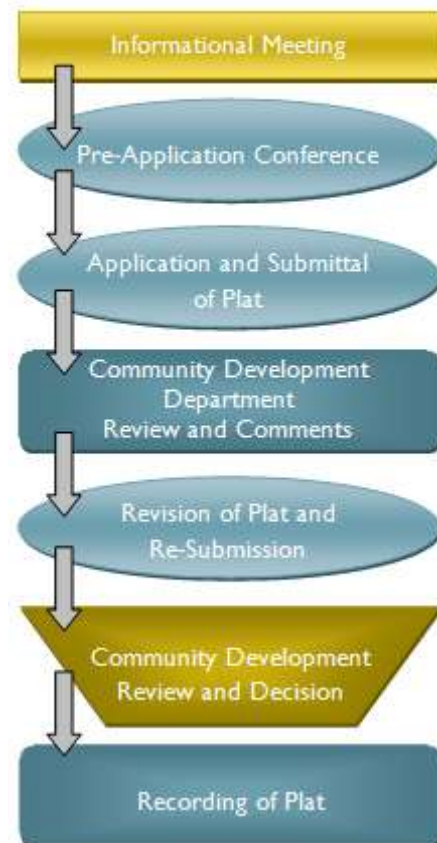 Informational Meeting
Pre-Application Conference
Application and Submittal
of Plat
Community Development
Department
Review and Comments
Revision of Plat and
Re-Submission
Community Development
Review and Decision
Recording of Plat